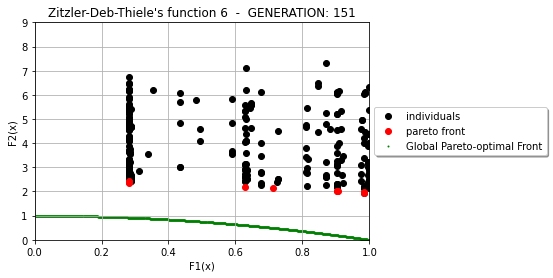 Zitzler-Deb-Thiele's function 6 - GENERATION: 151
9
8
7
6
5
4
3
2
1
0
F2(x)
0.0 0.2 0.4 0.6 0.8 1.0
F1(x)
individuals
pareto front
Global Pareto-optimal Front